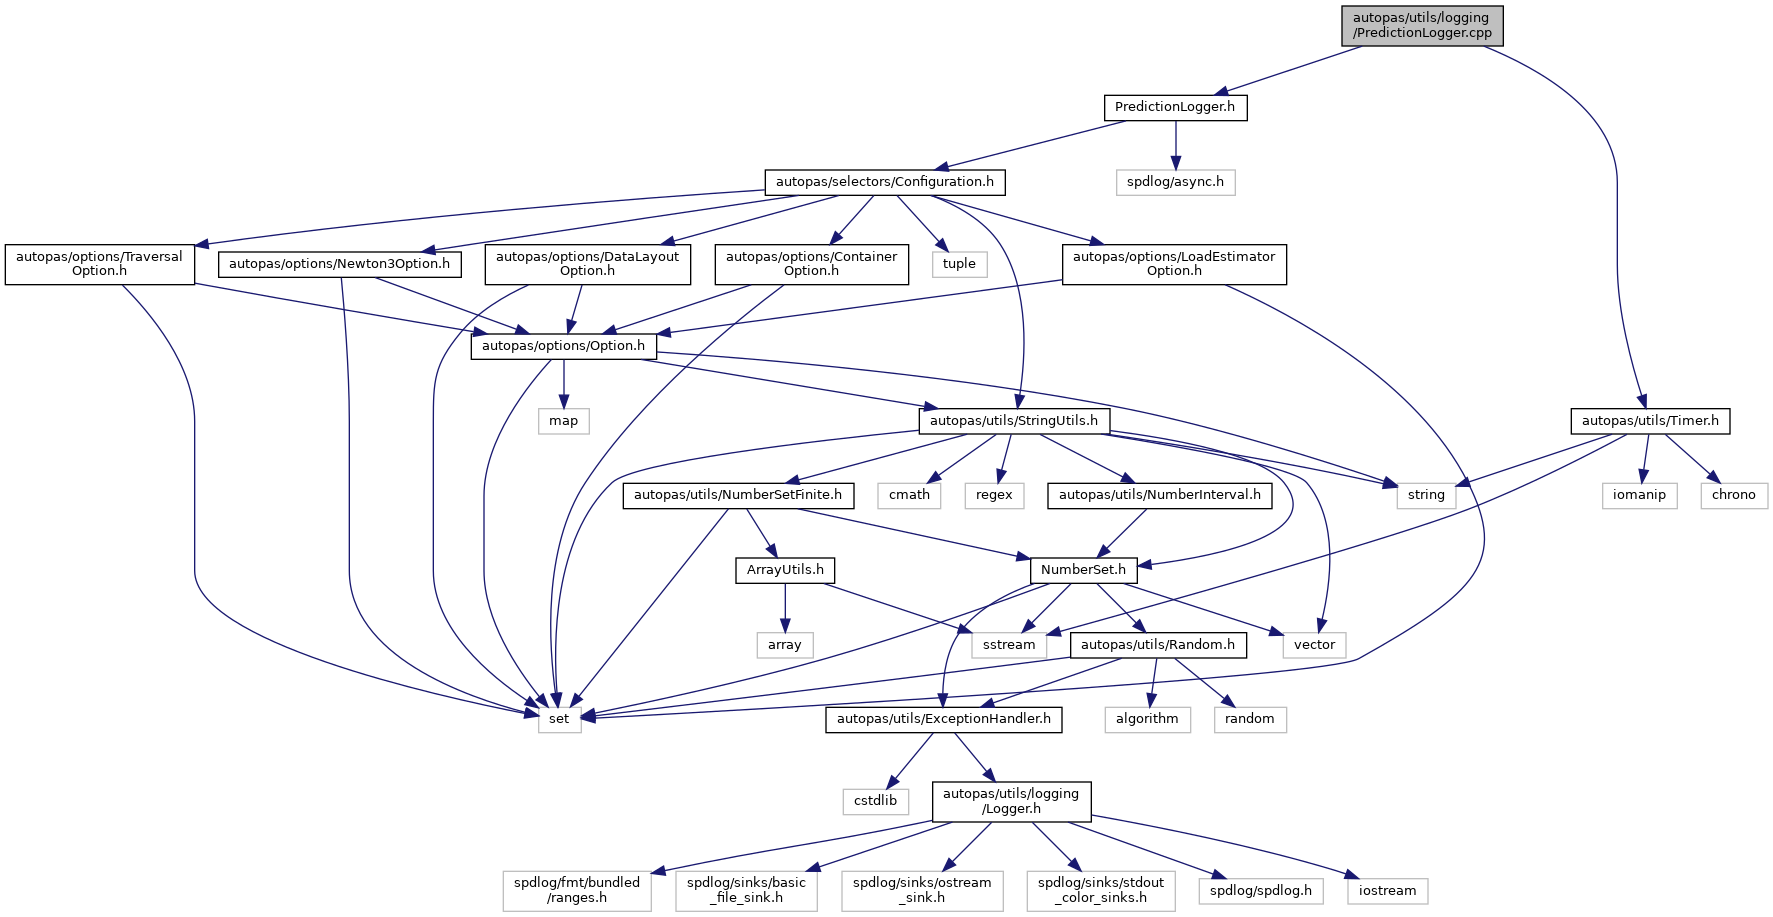 autopas/utils/logging
/PredictionLogger.cpp
PredictionLogger.h
autopas/selectors/Configuration.h
spdlog/async.h
autopas/options/Traversal
Option.h
autopas/options/Newton3Option.h
autopas/options/DataLayout
Option.h
autopas/options/Container
Option.h
tuple
autopas/options/LoadEstimator
Option.h
autopas/options/Option.h
map
autopas/utils/StringUtils.h
autopas/utils/Timer.h
autopas/utils/NumberSetFinite.h
cmath
regex
autopas/utils/NumberInterval.h
string
iomanip
chrono
ArrayUtils.h
NumberSet.h
array
sstream
autopas/utils/Random.h
vector
set
autopas/utils/ExceptionHandler.h
algorithm
random
cstdlib
autopas/utils/logging
/Logger.h
spdlog/fmt/bundled
/ranges.h
spdlog/sinks/basic
_file_sink.h
spdlog/sinks/ostream
_sink.h
spdlog/sinks/stdout
_color_sinks.h
spdlog/spdlog.h
iostream